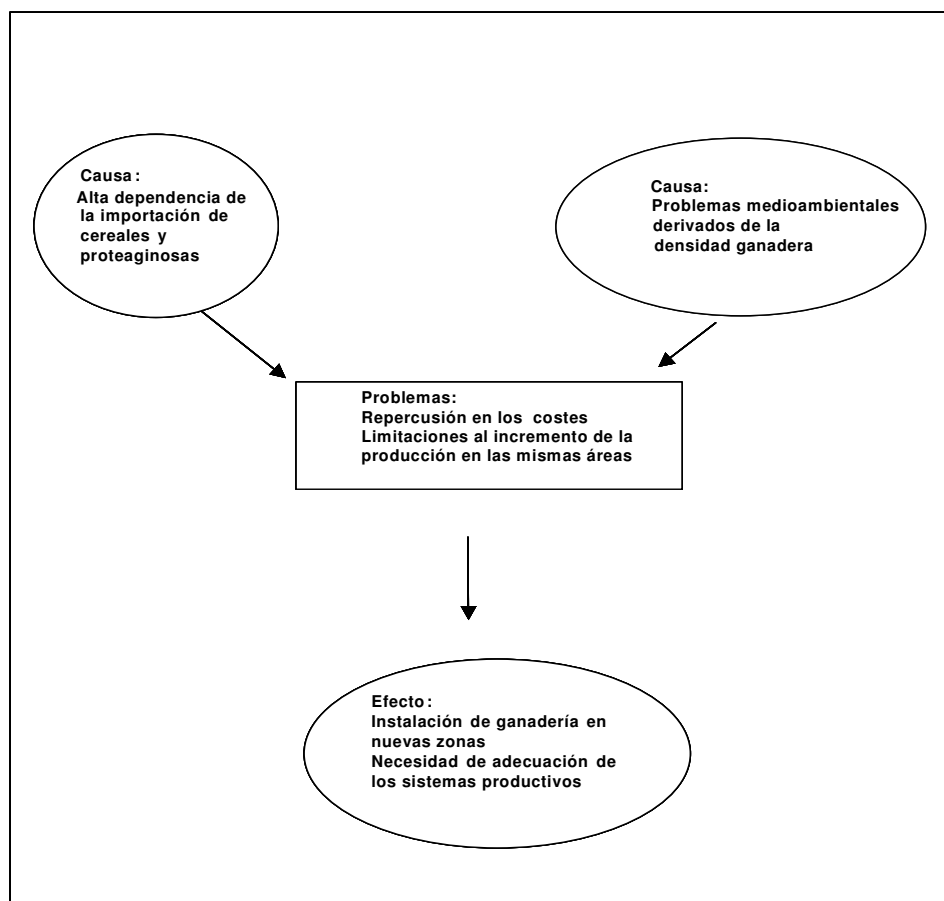 Causa:
Alta dependencia de
la importación de
cereales y
proteaginosas
Causa:
Problemas medioambientales
derivados de la
densidad ganadera
Problemas:
Repercusión en los costes
Limitaciones al incremento de la
producción en las mismas áreas
Efecto:
Instalación de ganadería en
nuevas zonas
Necesidad de adecuación de
los sistemas productivos